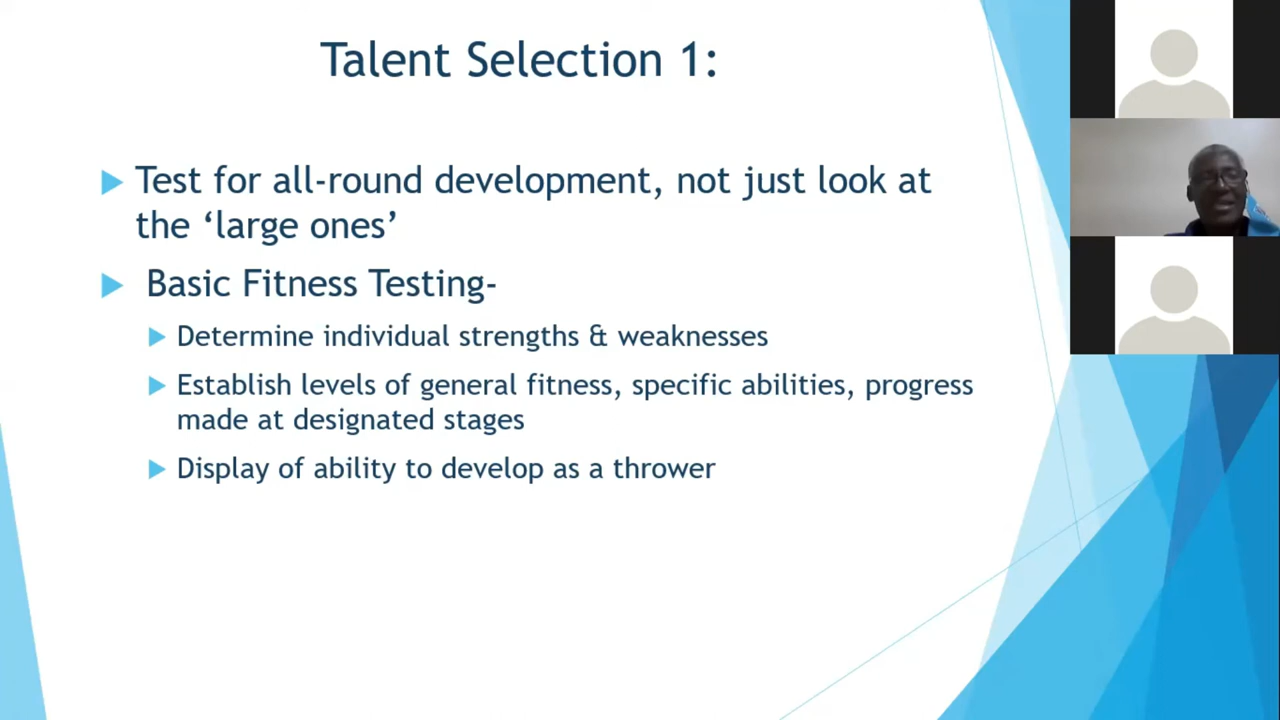 Talent Selection 1:
Test for all-round development, not just look at
the ‘large ones’
Basic Fitness Testing-
Determine individual strengths & weaknesses
Establish levels of general fitness, specific abilities, progress
made at designated stages
Display of ability to develop as a thrower